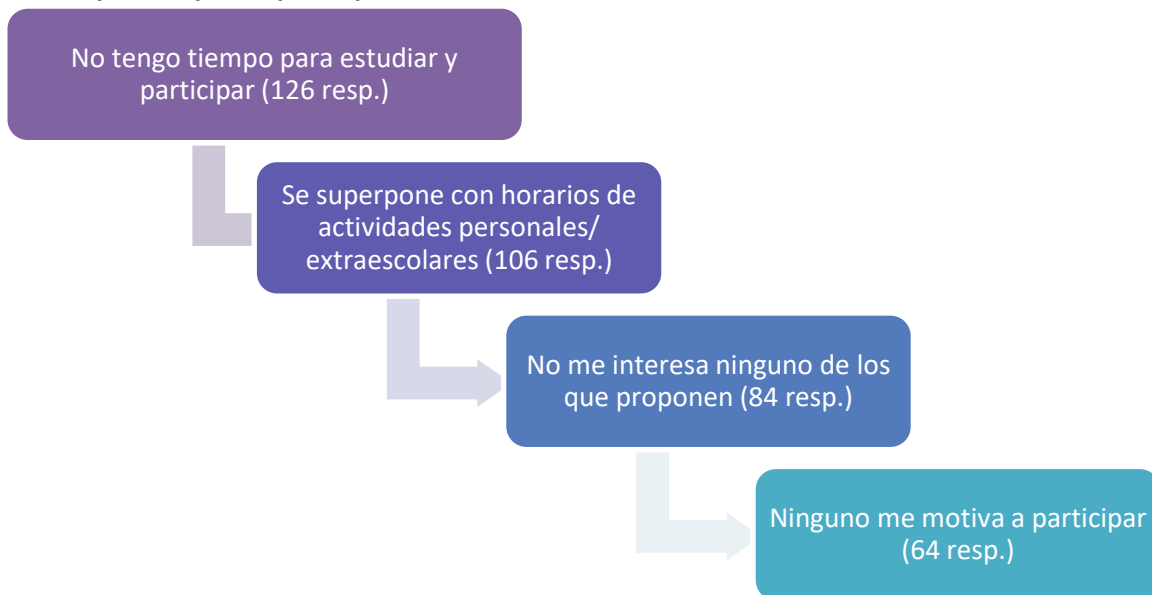 No tengo tiempo para estudiar y
participar (126 resp.)
Se superpone con horarios de
actividades personales/
extraescolares (106 resp.)
No me interesa ninguno de los
que proponen (84 resp.)
Ninguno me motiva a participar
(64 resp.)